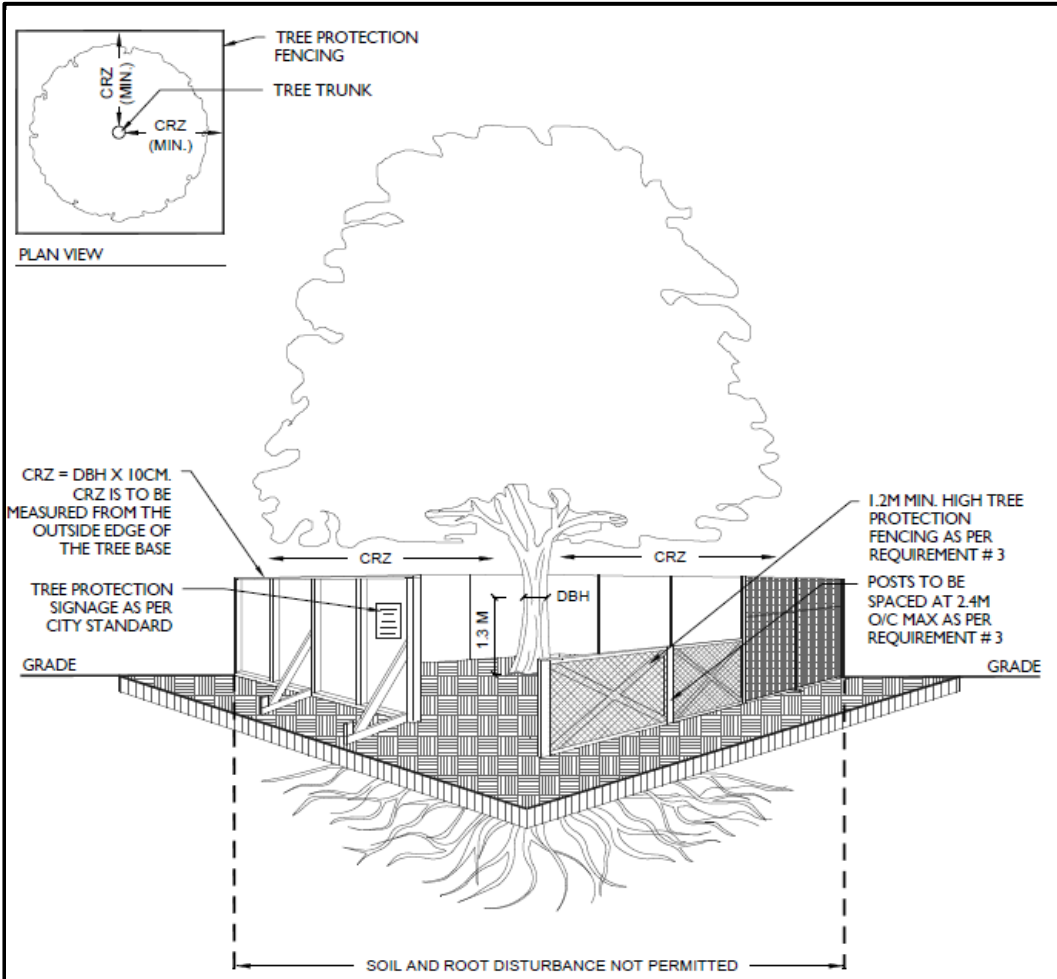 TREE PROTECTION
FENCING
TREE TRUNK
CRZ
(MIN.)
CRZ
(MIN.)
PLAN VIEW
CRZ = DBH X 10CM.
CRZ IS TO BE
MEASURED FROM THE
OUTSIDE EDGE OF
THE TREE BASE
TREE PROTECTION
SIGNAGE AS PER
CITY STANDARD
CRZ
CRZ
DBH
1.3 M
1.2M MIN. HIGH TREE
PROTECTION
FENCING AS PER
REQUIREMENT # 3
POSTS TO BE
SPACED AT 2.4M
O/C MAX AS PER
REQUIREMENT # 3
GRADE
GRADE
SOIL AND ROOT DISTURBANCE NOT PERMITTED